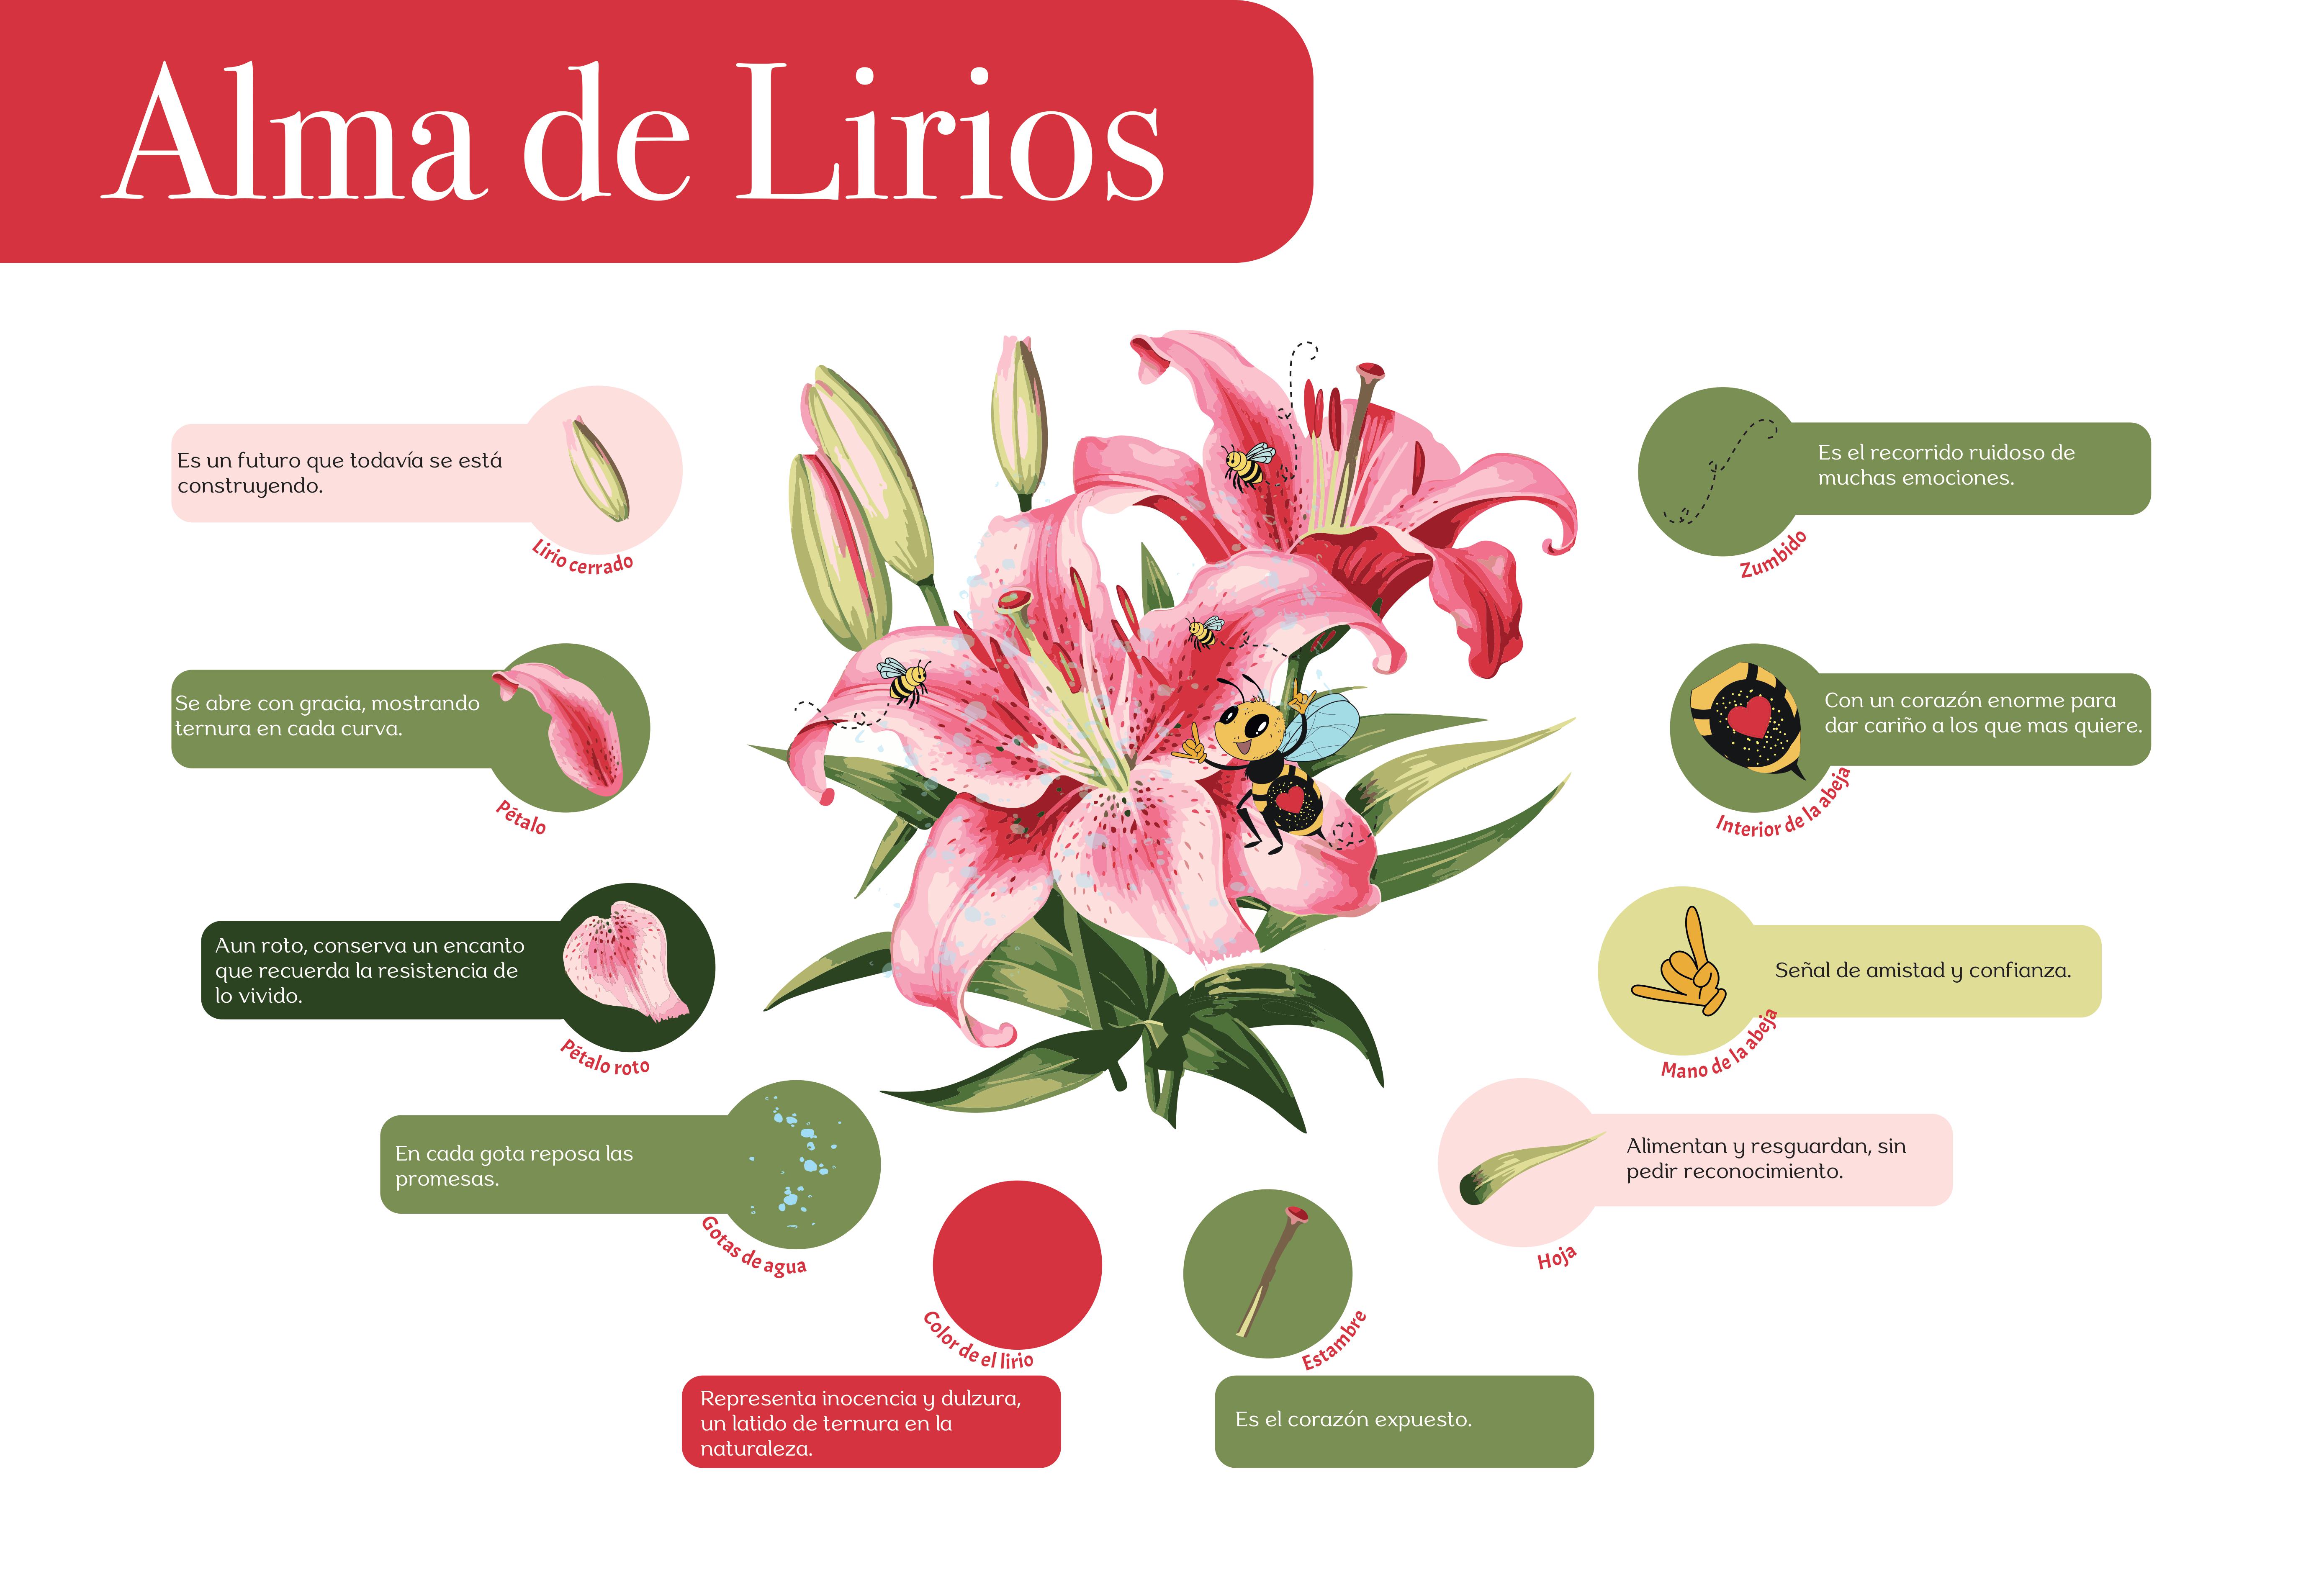 Alma de Lirios
Es un futuro que todavía se está
construyendo.
Lirio cerrado
Se abre con gracia, mostrando
ternura en cada curva.
Pétalo
Aun roto, conserva un encanto
que recuerda la resistencia de
lo vivido.
Pétalo roto
En cada gota reposa las
promesas.
Gotas de agua
Color de el lirio
Representa inocencia y dulzura,
un latido de ternura en la
naturaleza.
Estambre
Es el corazón expuesto.
Es el recorrido ruidoso de
muchas emociones.
Zumbido
Con un corazón enorme para
dar cariño a los que mas quiere.
Interior de la abeja
Señal de amistad y confianza.
Mano de la abeja
Alimentan y resguardan, sin
pedir reconocimiento.
Hoja